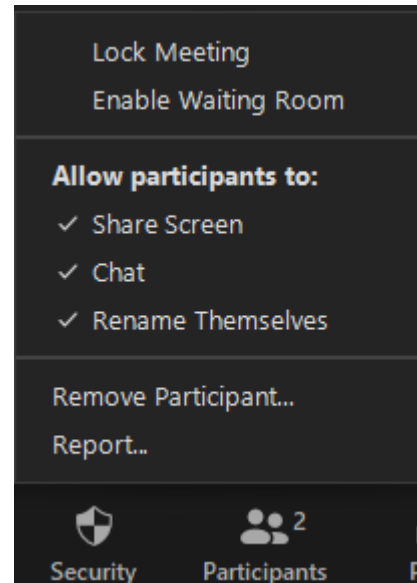 Lock Meeting
Enable Waiting Room
Allow participants to:
Share Screen
Chat
Rename Themselves
Remove Participant...
Report...
2
Security Participants